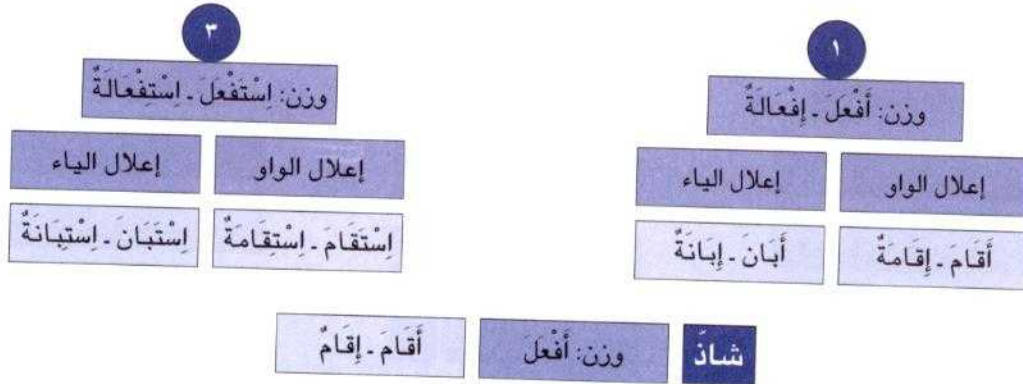 ١
وزن: أَفْعَلَ ـ إِفْعَالَةٌ
إعلال الواو
إعلال الياء
أَقَامَ ـ إِقَامَةٌ
أَبَانَ ـ إِبَانَةٌ
٣
وزن: اِسْتَفْعَلَ ـ اِسْتِفْعَالَةٌ
إعلال الواو
إعلال الياء
اِسْتَقَامَ ـ اِسْتِقَامَةٌ
اِسْتَبَانَ ـ اِسْتِبَانَةٌ
شاذّ
وزن: أَفْعَلَ
أَقَامَ ـ إِقَامٌ